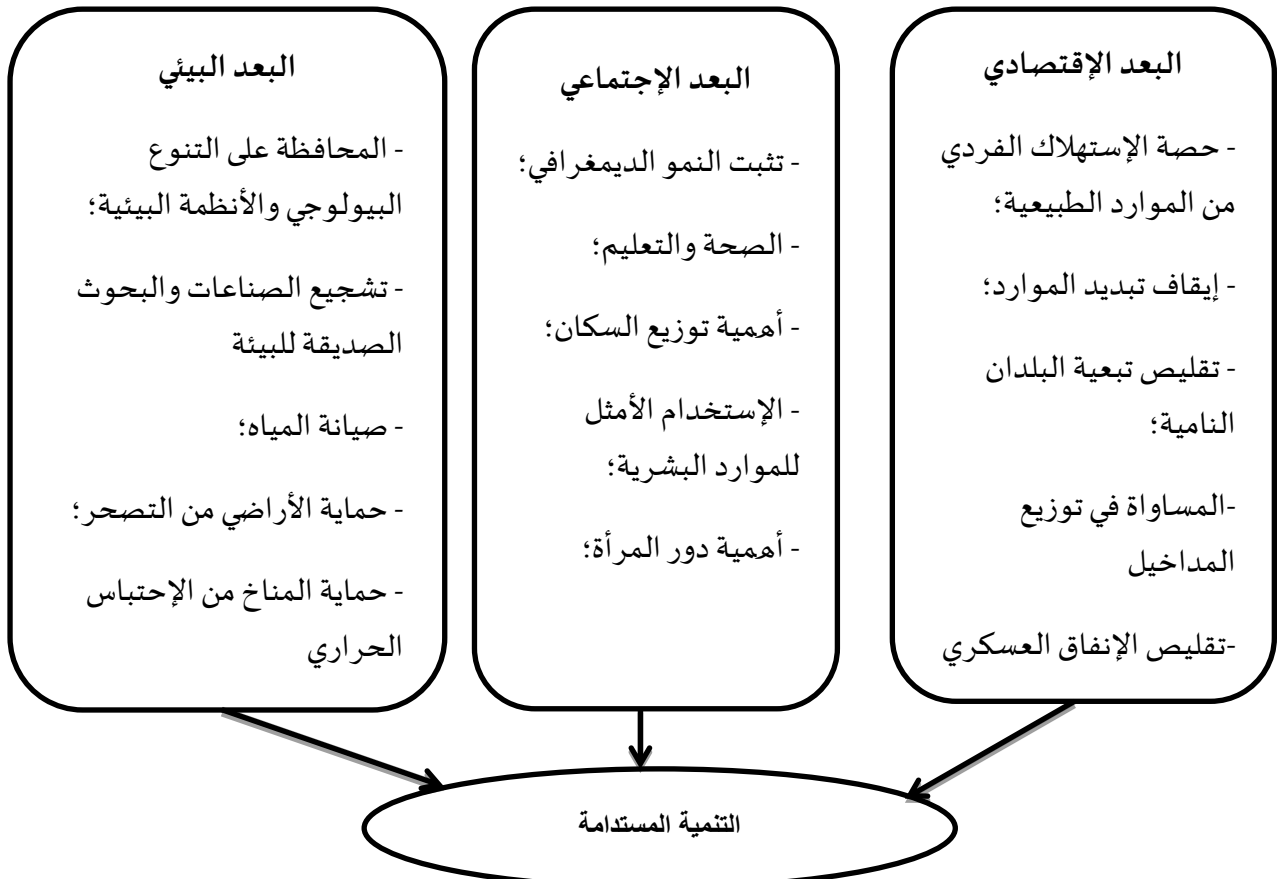 البعد الإقتصادي
- حصة الإستهلاك الفردي
من الموارد الطبيعية؛
- إيقاف تبديد الموارد؛
- تقليص تبعية البلدان
النامية؛
-المساواة في توزيع
المداخيل
-تقليص الإنفاق العسكري
البعد الإجتماعي
- تثبت النمو الديمغرافي؛
- الصحة والتعليم؛
- أهمية توزيع السكان؛
- الإستخدام الأمثل
للموارد البشرية؛
- أهمية دور المرأة؛
البعد البيئي
- المحافظة على التنوع
البيولوجي والأنظمة البيئية؛
- تشجيع الصناعات والبحوث
الصديقة للبيئة
- صيانة المياه؛
- حماية الأراضي من التصحر؛
- حماية المناخ من الإحتباس
الحراري
التنمية المستدامة